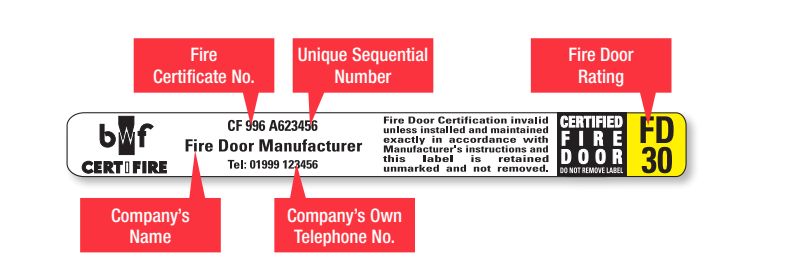 Fire
Certificate No.
Unique Sequential
Number
Fire Door
Rating
bwf
CERTIFIRE
CF 996 A623456
Fire Door Manufacturer
Tel: 01999 123456
Fire Door Certification invalid
unless installed and maintained
exactly in accordance with
Manufacturer's instructions and
this label is retained
unmarked and not removed.
CERTIFIED
FIRE
DOOR
DO NOT REMOVE LABEL
FD
30
Company's
Name
Company's Own
Telephone No.